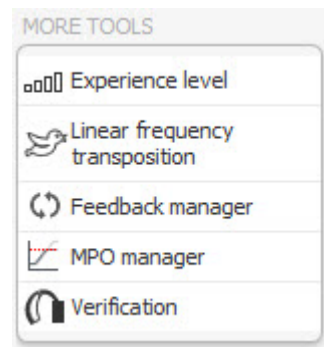 MORE TOOLS
Experience level
Linear frequency
transposition
Feedback manager
MPO manager
Verification